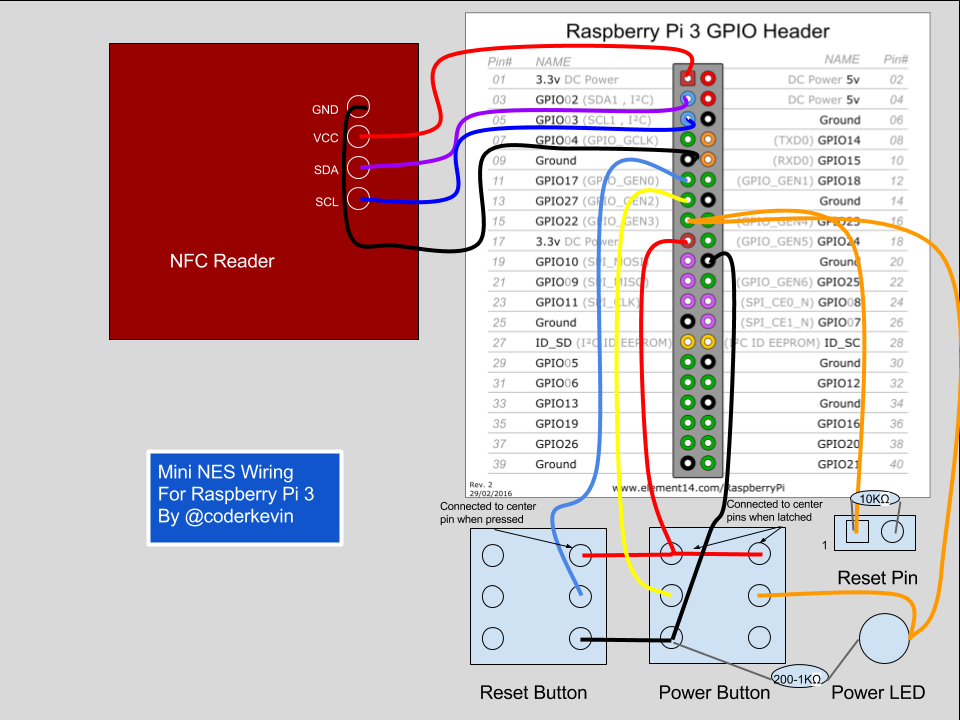 Raspberry Pi 3 GPIO Header
Pin# NAME NAME Pin#
01 3.3v DC Power DC Power 5v 02
03 GPIO02 (SDA1 , I²C) DC Power 5v 04
05 GPIO03 (SCL1 , I²C) Ground 06
07 GPIO04 (GPIO_GCLK) (TXD0) GPIO14 08
09 Ground (RXD0) GPIO15 10
11 GPIO17 (GPIO_GEN0) (GPIO_GEN1) GPIO18 12
13 GPIO27 (GPIO_GEN2) Ground 14
15 GPIO22 (GPIO_GEN3) (GPIO_GEN4) GPIO23 16
17 3.3v DC Power (GPIO_GEN5) GPIO24 18
19 GPIO10 (SPI_MOSI) Ground 20
21 GPIO09 (SPI_MISO) (GPIO_GEN6) GPIO25 22
23 GPIO11 (SPI_CLK) (SPI_CE0_N) GPIO08 24
25 Ground (SPI_CE1_N) GPIO07 26
27 ID_SD (I²C ID EEPROM) (I²C ID EEPROM) ID_SC 28
29 GPIO05 Ground 30
31 GPIO06 GPIO12 32
33 GPIO13 Ground 34
35 GPIO19 GPIO16 36
37 GPIO26 GPIO20 38
39 Ground GPIO21 40
Rev. 2
29/02/2016
www.element14.com/RaspberryPi
GND
VCC
SDA
SCL
NFC Reader
Mini NES Wiring
For Raspberry Pi 3
By @coderkevin
Connected to center
pin when pressed
Connected to center
pins when latched
10KΩ
1
Reset Pin
200-1KΩ
Reset Button
Power Button
Power LED